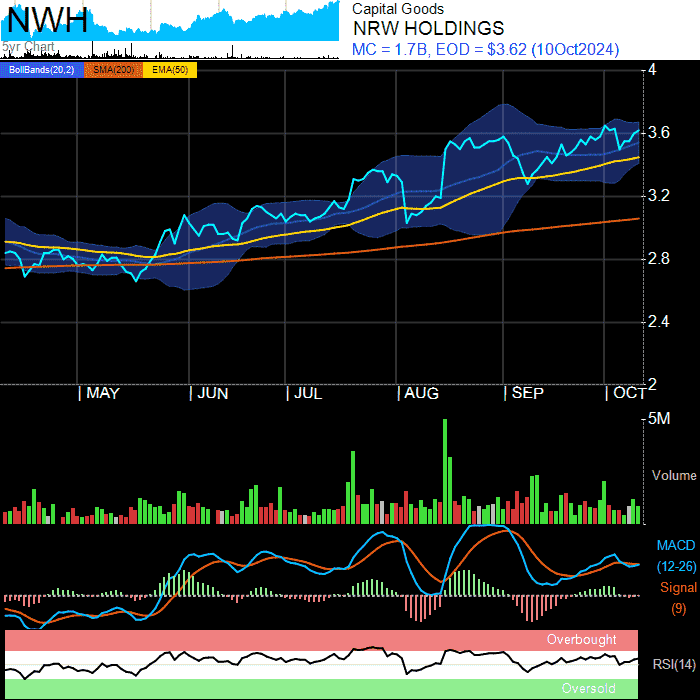 NWH
5yr Chart
Capital Goods
NRW HOLDINGS
MC = 1.7B, EOD = $3.62 (10Oct2024)
BollBands(20,2) SMA(200) EMA(50)
4
3.6
3.2
2.8
2.4
2
| MAY | JUN | JUL | AUG | SEP | OCT
5M
Volume
MACD
(12-26)
Signal
(9)
Overbought
RSI(14)
Oversold